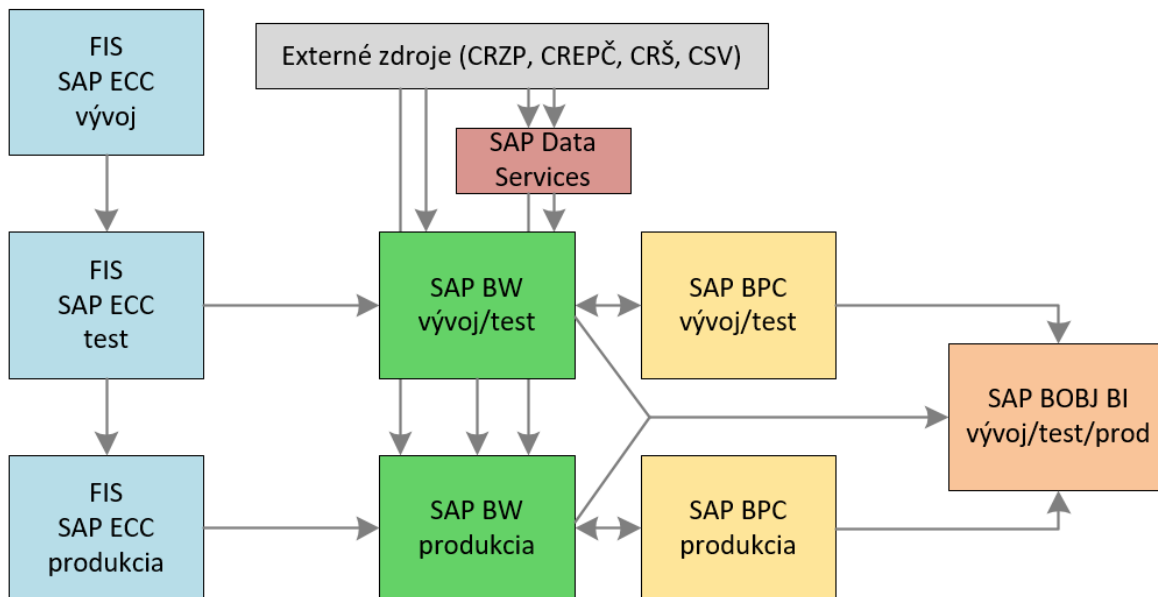 FIS
SAP ECC
vývoj
Externé zdroje (CRZP, CREPČ, CRŠ, CSV)
SAP Data
Services
FIS
SAP ECC
test
SAP BW
vývoj/test
SAP BPC
vývoj/test
SAP BOBJ BI
vývoj/test/prod
FIS
SAP ECC
produkcia
SAP BW
produkcia
SAP BPC
produkcia